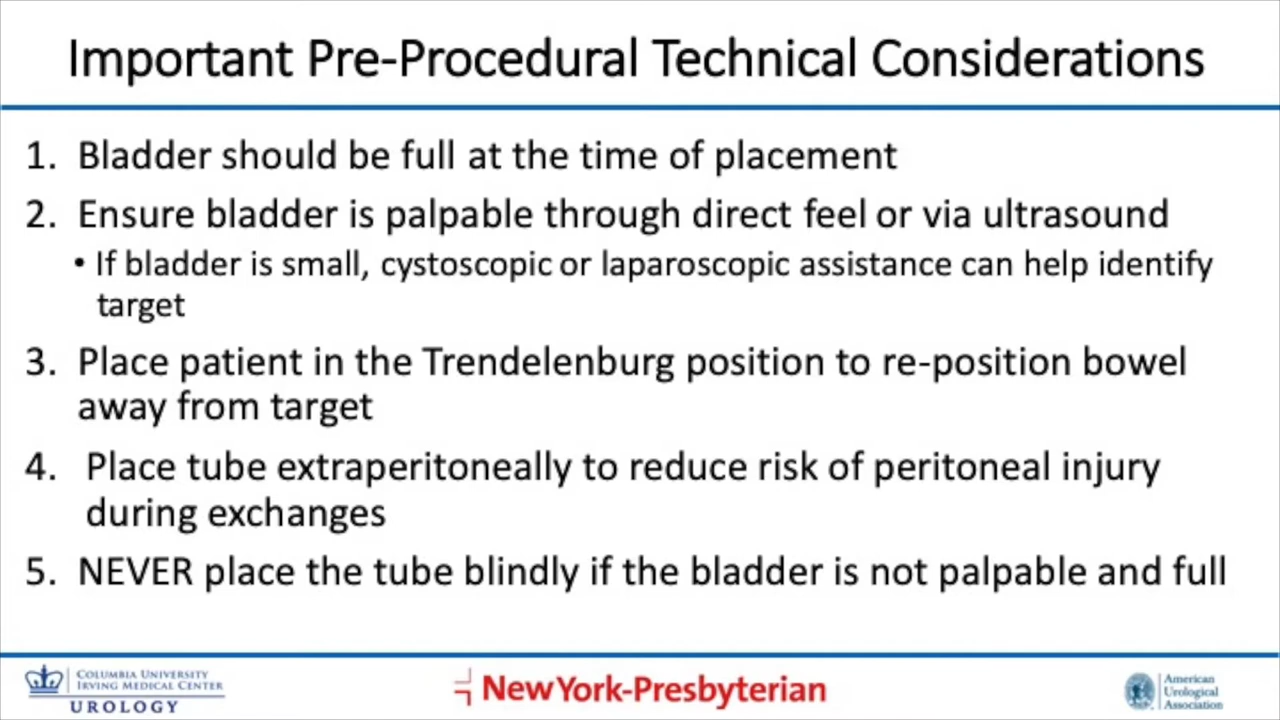 Important Pre-Procedural Technical Considerations
1. Bladder should be full at the time of placement
2. Ensure bladder is palpable through direct feel or via ultrasound
• If bladder is small, cystoscopic or laparoscopic assistance can help identify
target
3. Place patient in the Trendelenburg position to re-position bowel
away from target
4. Place tube extraperitoneally to reduce risk of peritoneal injury
during exchanges
5. NEVER place the tube blindly if the bladder is not palpable and full
COLUMBIA UNIVERSITY
IRVING MEDICAL CENTER
UROLOGY
NewYork-Presbyterian
American
Urological
Association